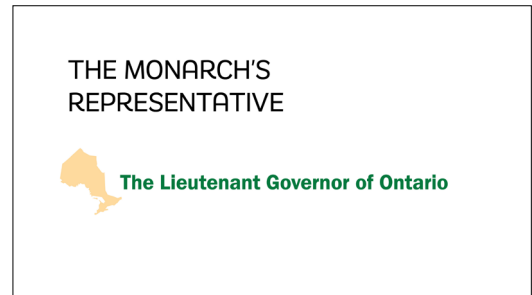 THE MONARCH'S
REPRESENTATIVE
The Lieutenant Governor of Ontario